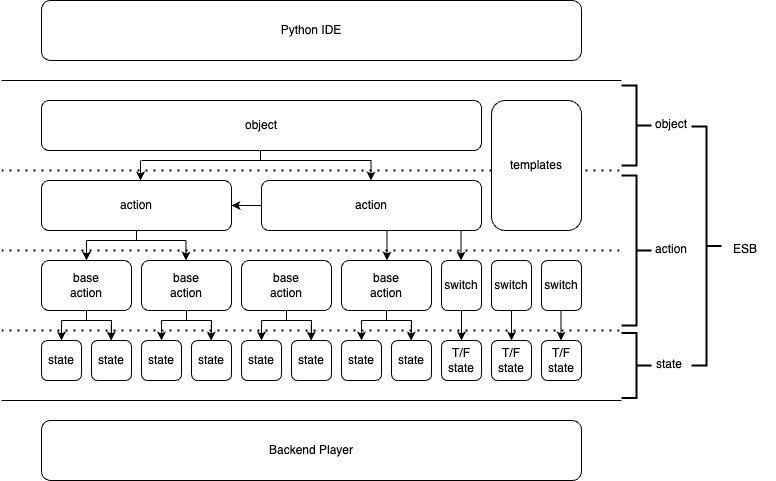 Python IDE
object
templates
object
action
action
action
ESB
base
action
base
action
base
action
base
action
switch
switch
switch
state
state
state
state
state
state
state
state
T/F
state
T/F
state
T/F
state
state
Backend Player